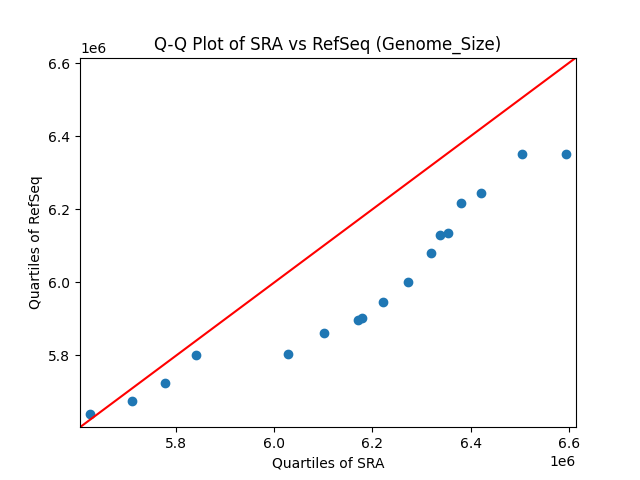 Q-Q Plot of SRA vs RefSeq (Genome_Size)
1e6
6.6
6.4
6.2
6.0
5.8
Quartiles of RefSeq
5.8 6.0 6.2 6.4 6.6
Quartiles of SRA
1e6